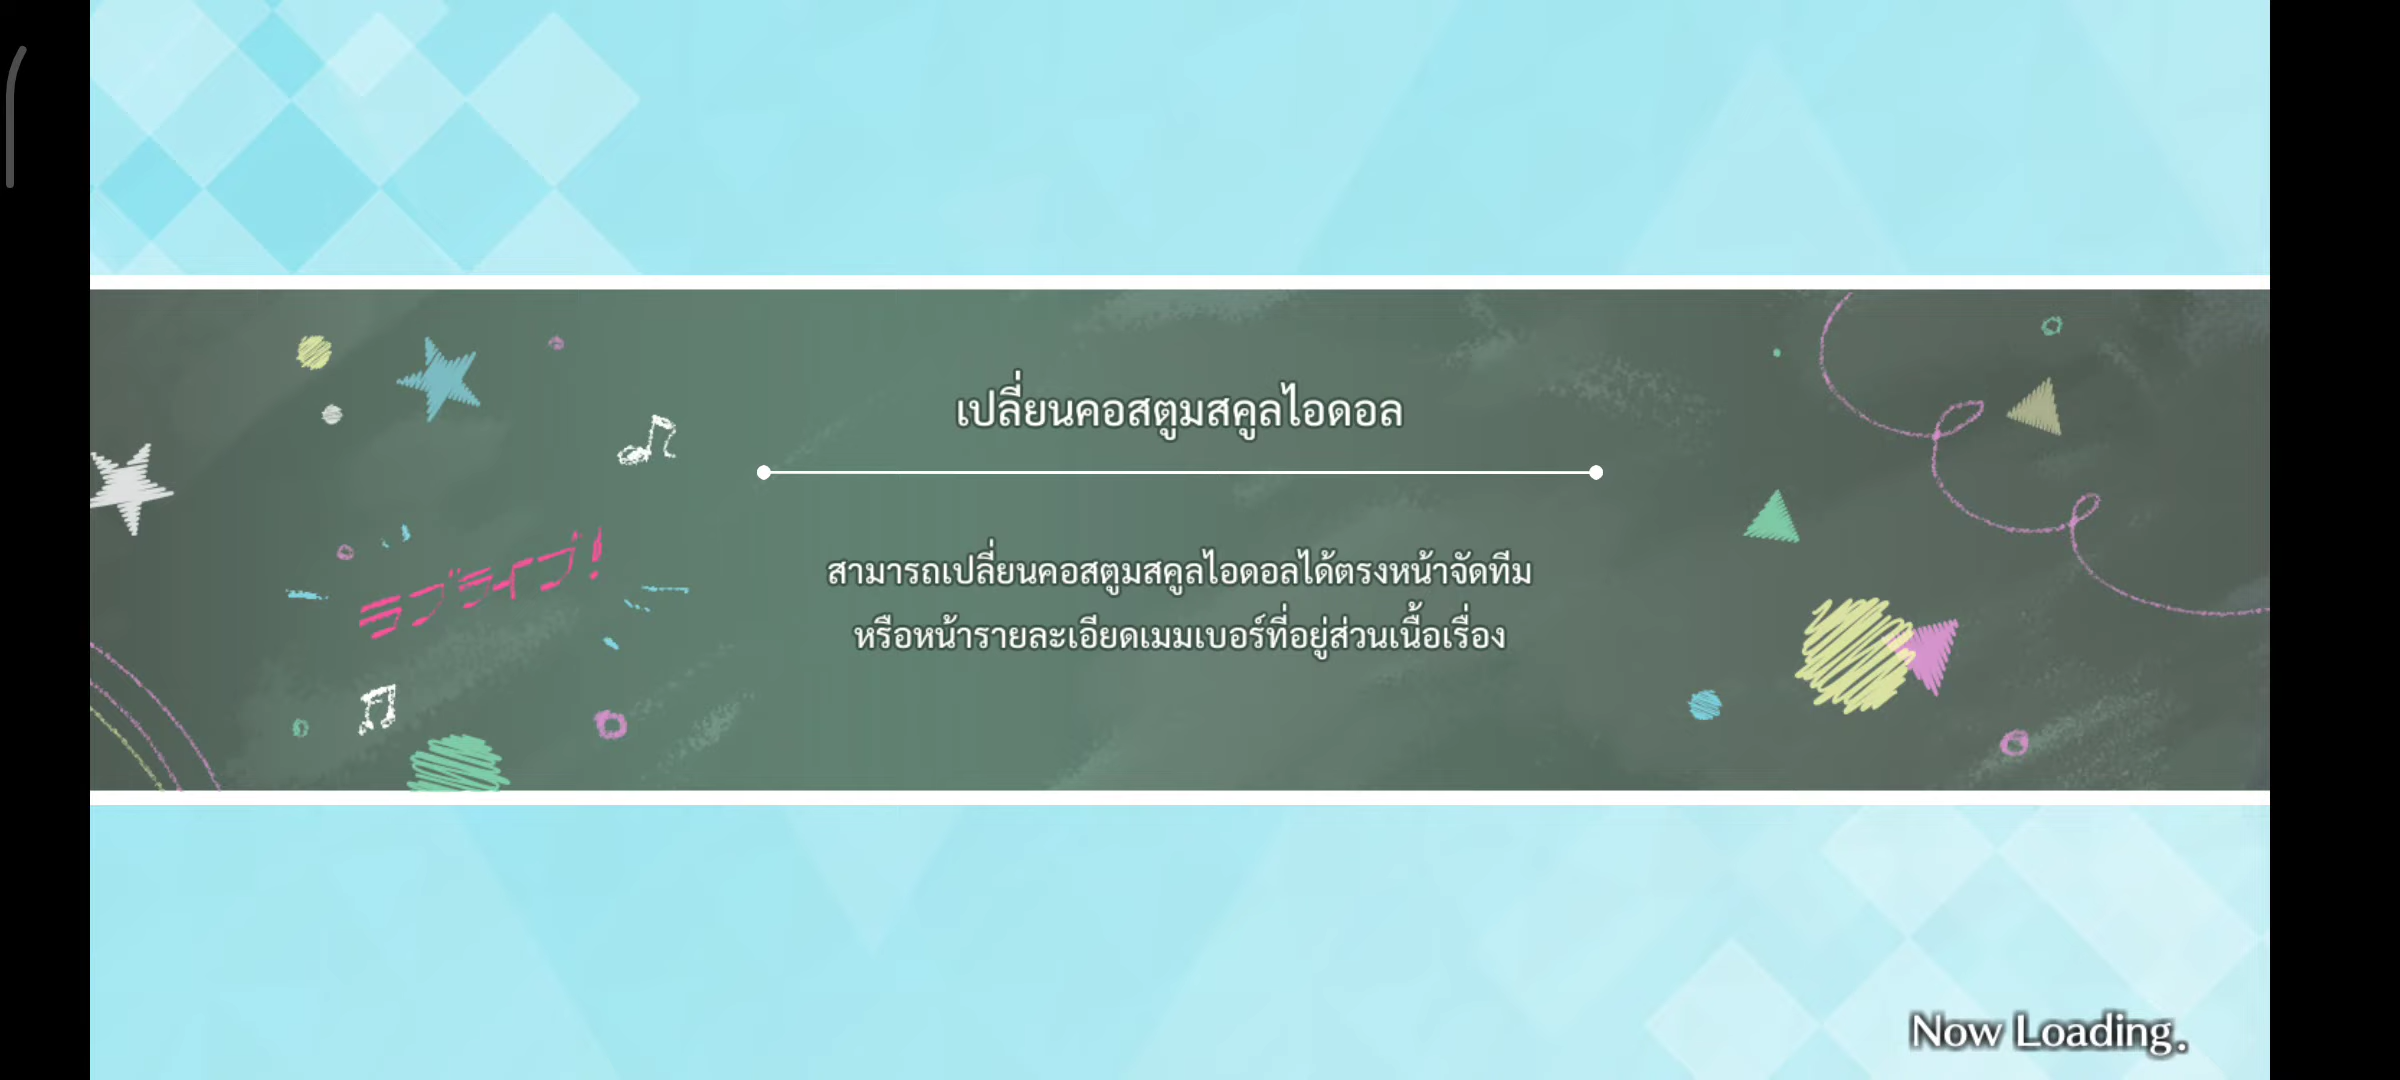 เปลี่ยนคอสตูมสคูลไอดอล
ラブライブ!
สามารถเปลี่ยนคอสตูมสคูลไอดอลได้ตรงหน้าจัดทีม
หรือหน้ารายละเอียดเมมเบอร์ที่อยู่ส่วนเนื้อเรื่อง
Now Loading.